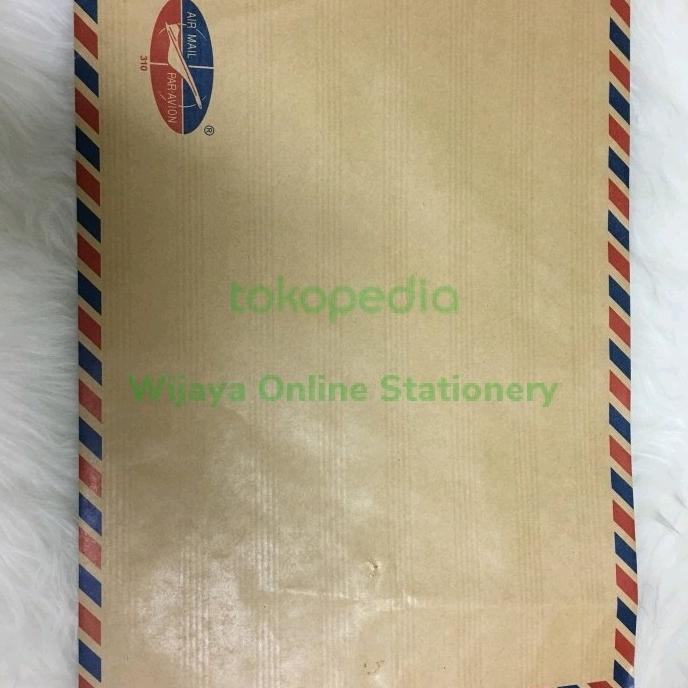 AIR MAIL
PAR AVION
®
310
tokopedia
Wijaya Online Stationery